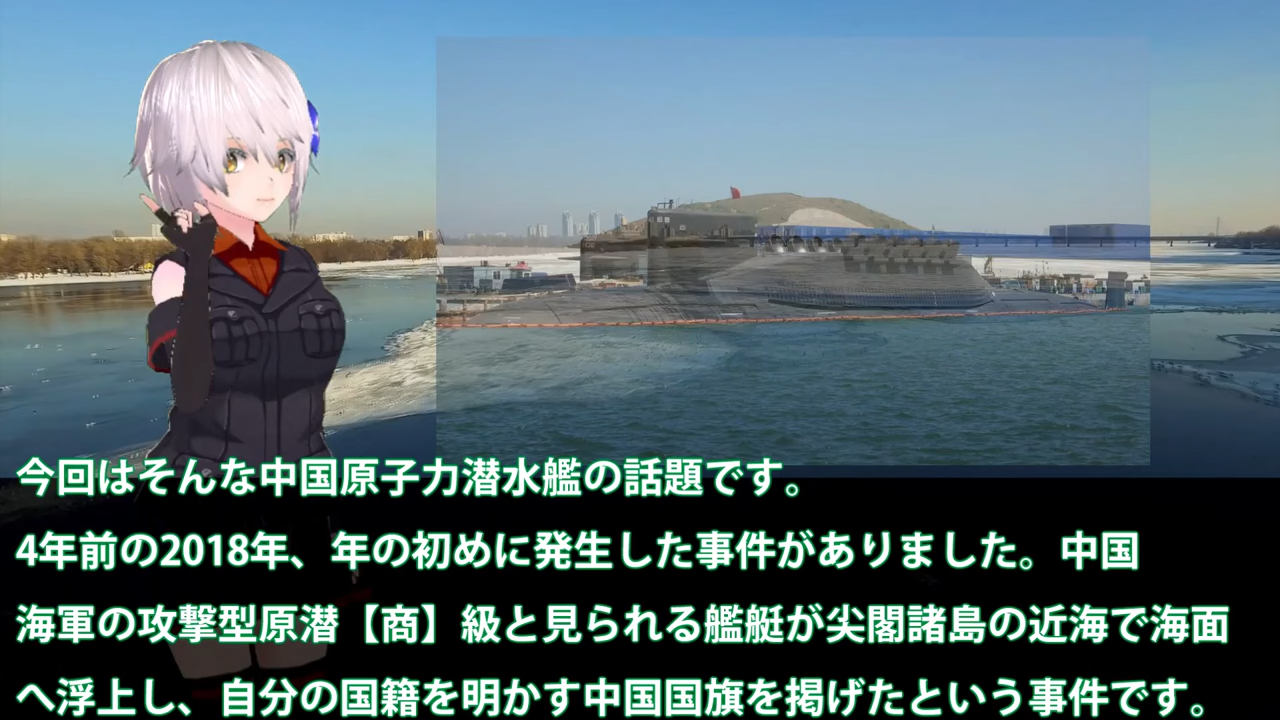 今回はそんな中国原子力潜水艦の話題です。
4年前の2018年、年の初めに発生した事件がありました。中国
海軍の攻撃型原潜【商】級と見られる艦艇が尖閣諸島の近海で海面
へ浮上し、自分の国籍を明かす中国国旗を掲げたという事件です。